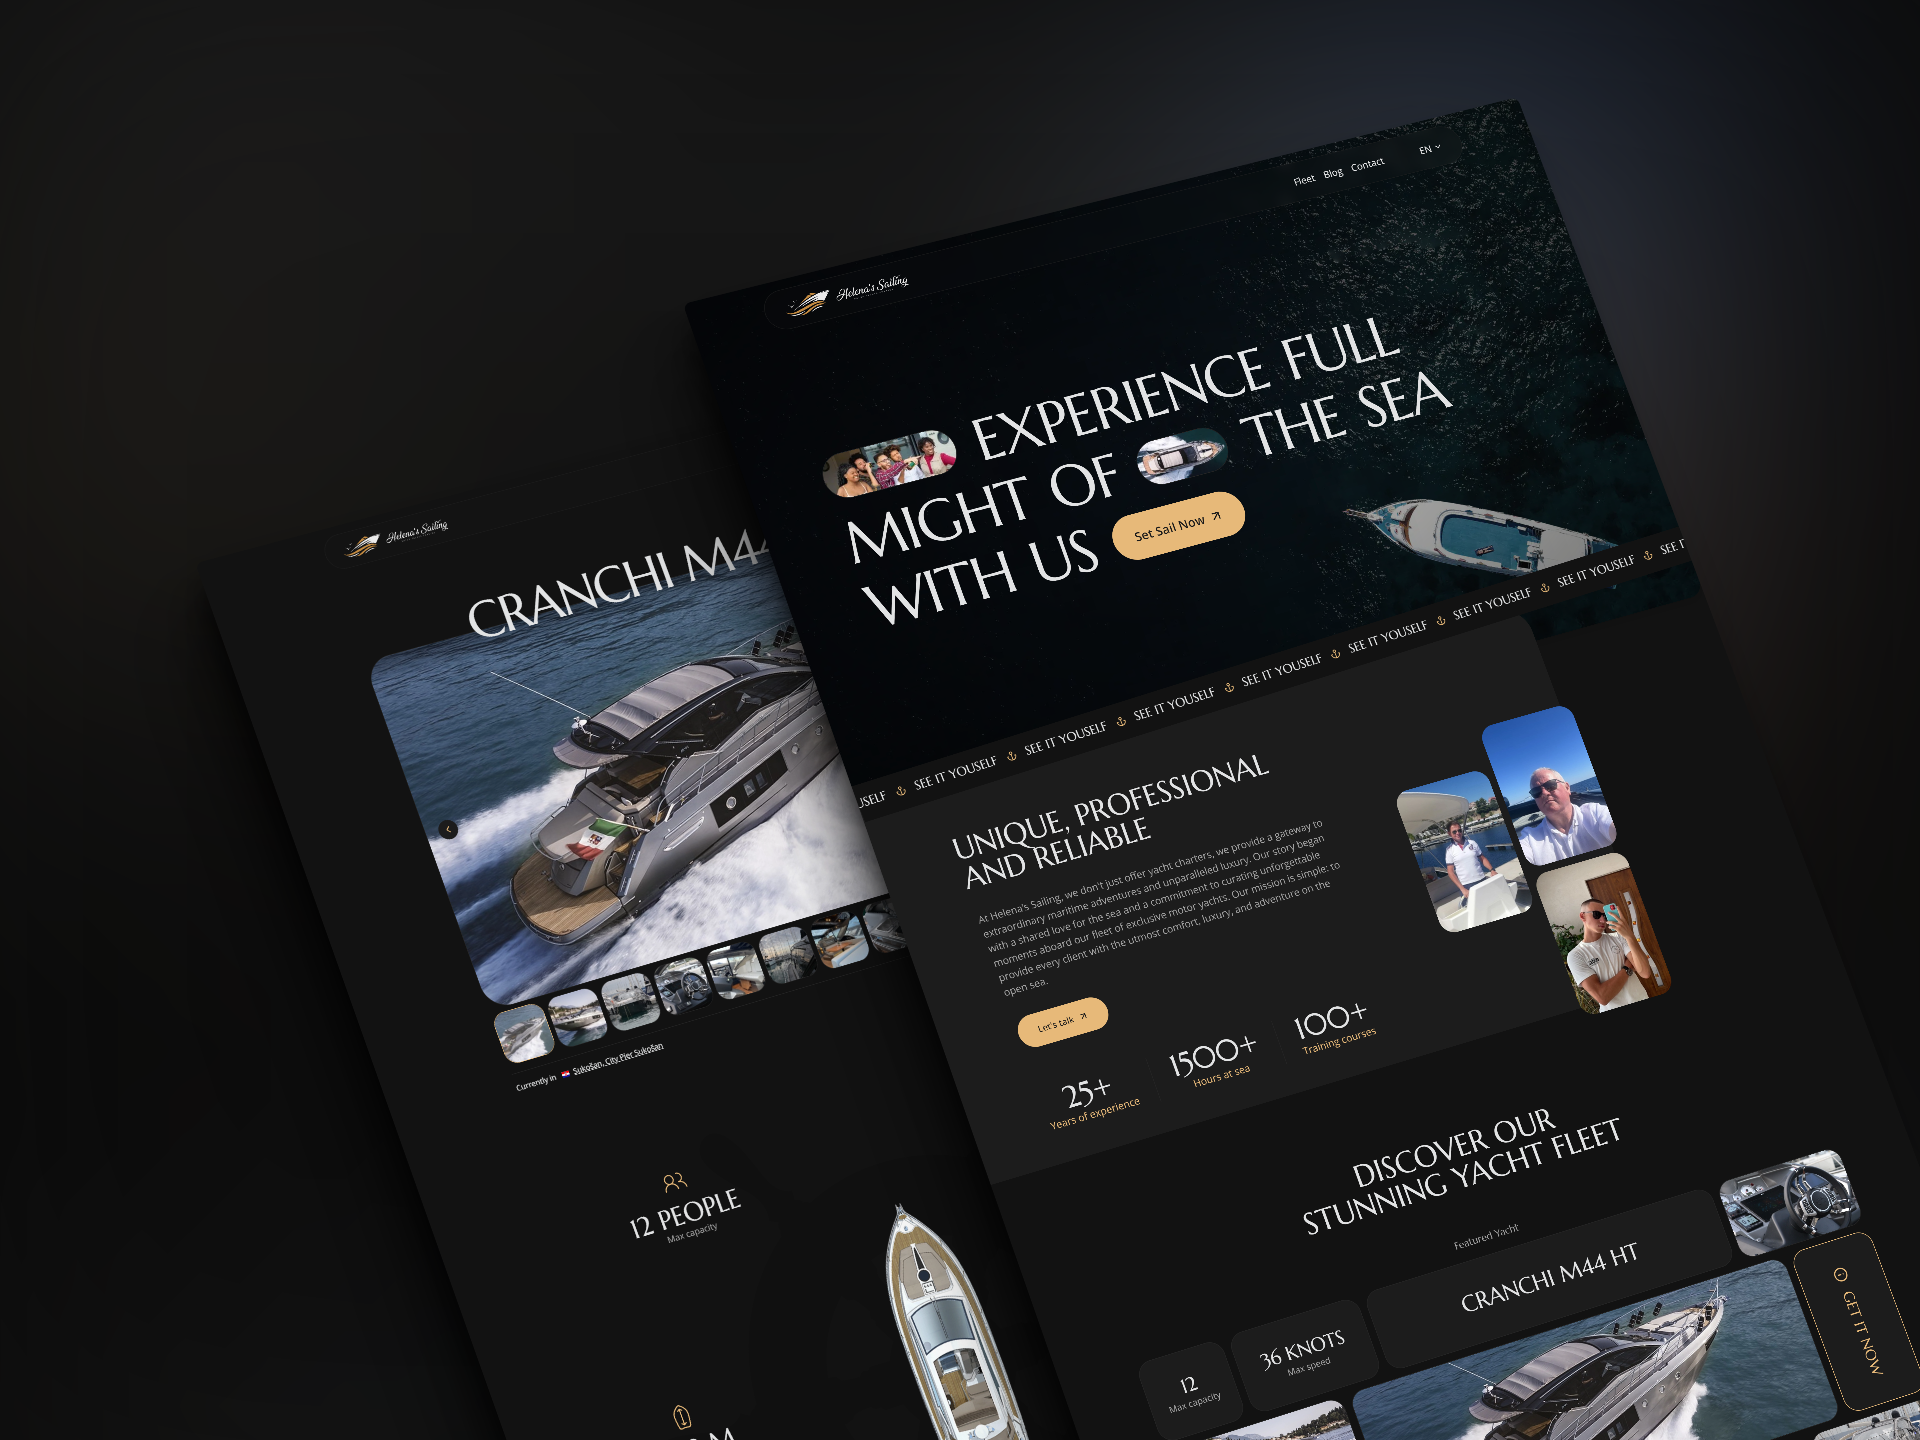 Helena's Sailing
Fleet Blog Contact
EN
EXPERIENCE FULL
MIGHT OF THE SEA
WITH US
Set Sail Now
USELF SEE IT YOUSELF SEE IT YOUSELF SEE IT YOUSELF SEE IT YOUSELF SEE IT YOUSELF SEE IT YOUSELF SEE IT YOUSELF SEE IT
UNIQUE, PROFESSIONAL
AND RELIABLE
At Helena's Sailing, we don't just offer yacht charters, we provide a gateway to
extraordinary maritime adventures and unparalleled luxury. Our story began
with a shared love for the sea and a commitment to curating unforgettable
moments aboard our fleet of exclusive motor yachts. Our mission is simple: to
provide every client with the utmost comfort, luxury, and adventure on the
open sea.
Let's talk
25+
Years of experience
1500+
Hours at sea
100+
Training courses
DISCOVER OUR
STUNNING YACHT FLEET
Featured Yacht
CRANCHI M44 HT
12
Max capacity
36 KNOTS
Max speed
GET IT NOW
Helena's Sailing
CRANCHI M44
Currently in Sukošan, City Pier Sukošan
12 PEOPLE
Max capacity